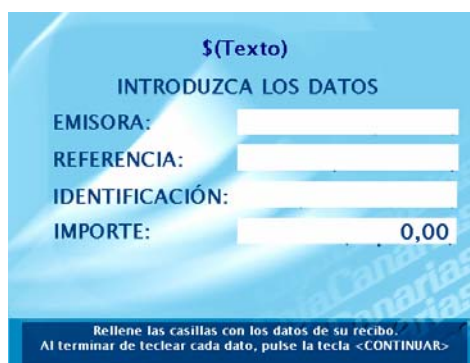 $(Texto)
INTRODUZCA LOS DATOS
EMISORA:
REFERENCIA:
IDENTIFICACIÓN:
IMPORTE: 0,00
Rellene las casillas con los datos de su recibo.
Al terminar de teclear cada dato, pulse la tecla <CONTINUAR>